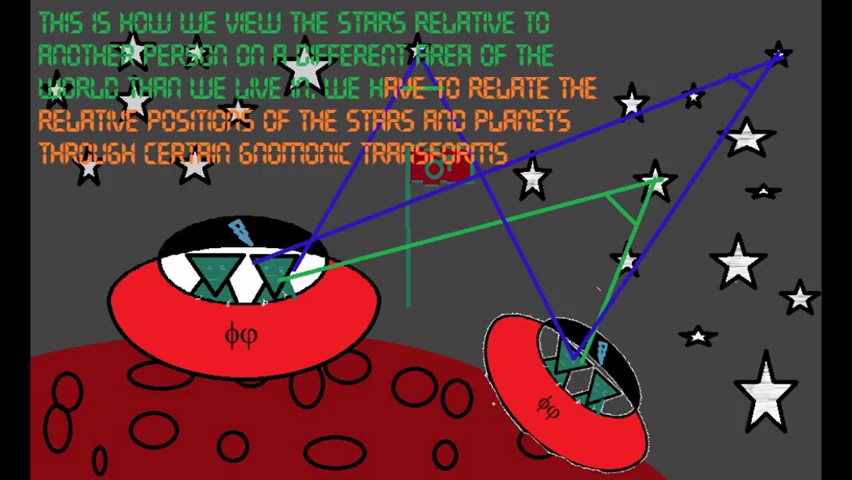 THIS IS HOW WE VIEW THE STARS RELATIVE TO
ANOTHER PERSON ON A DIFFERENT AREA OF THE
WORLD THAN WE LIVE IN. WE HAVE TO RELATE THE
RELATIVE POSITIONS OF THE STARS AND PLANETS
THROUGH CERTAIN GNOMONIC TRANSFORMS
ϕφ
ϕφ